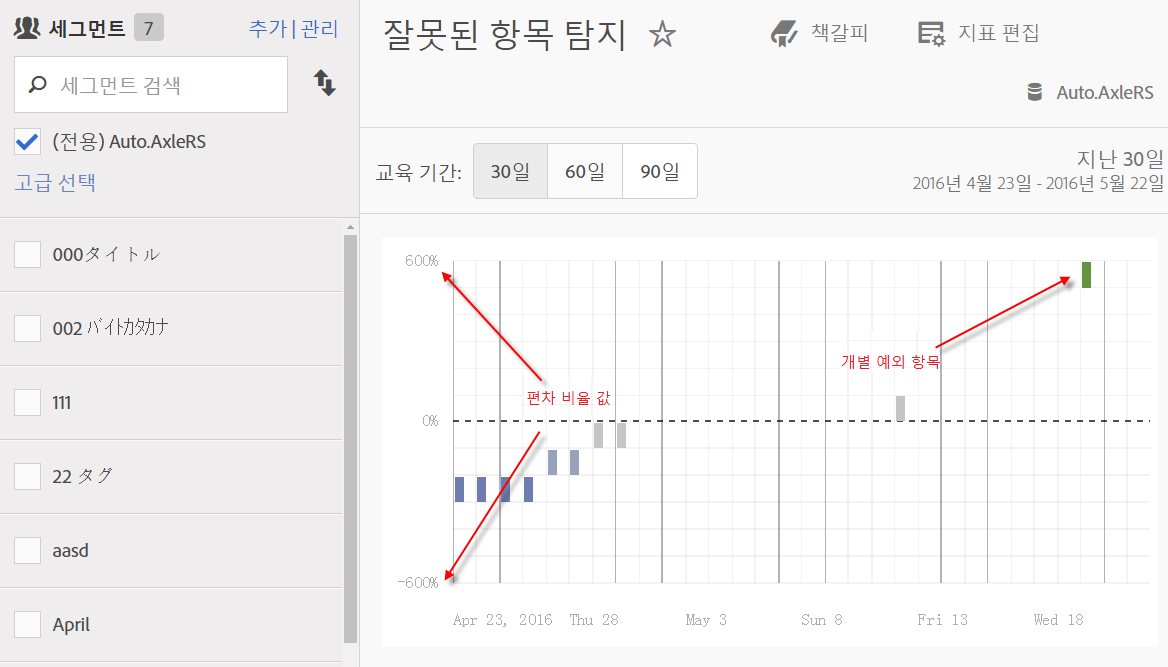 세그먼트 7 추가 | 관리
세그먼트 검색
(전용) Auto.AxleRS
고급 선택
000タイトル
002 ﾊﾞｲﾄｶﾀｶﾅ
111
22 タグ
aasd
April
잘못된 항목 탐지
책갈피
지표 편집
Auto.AxleRS
교육 기간: 30일 60일 90일
지난 30일
2016년 4월 23일 - 2016년 5월 22일
600%
개별 예외 항목
편차 비율 값
0%
-600%
Apr 23, 2016 Thu 28 May 3 Sun 8 Fri 13 Wed 18